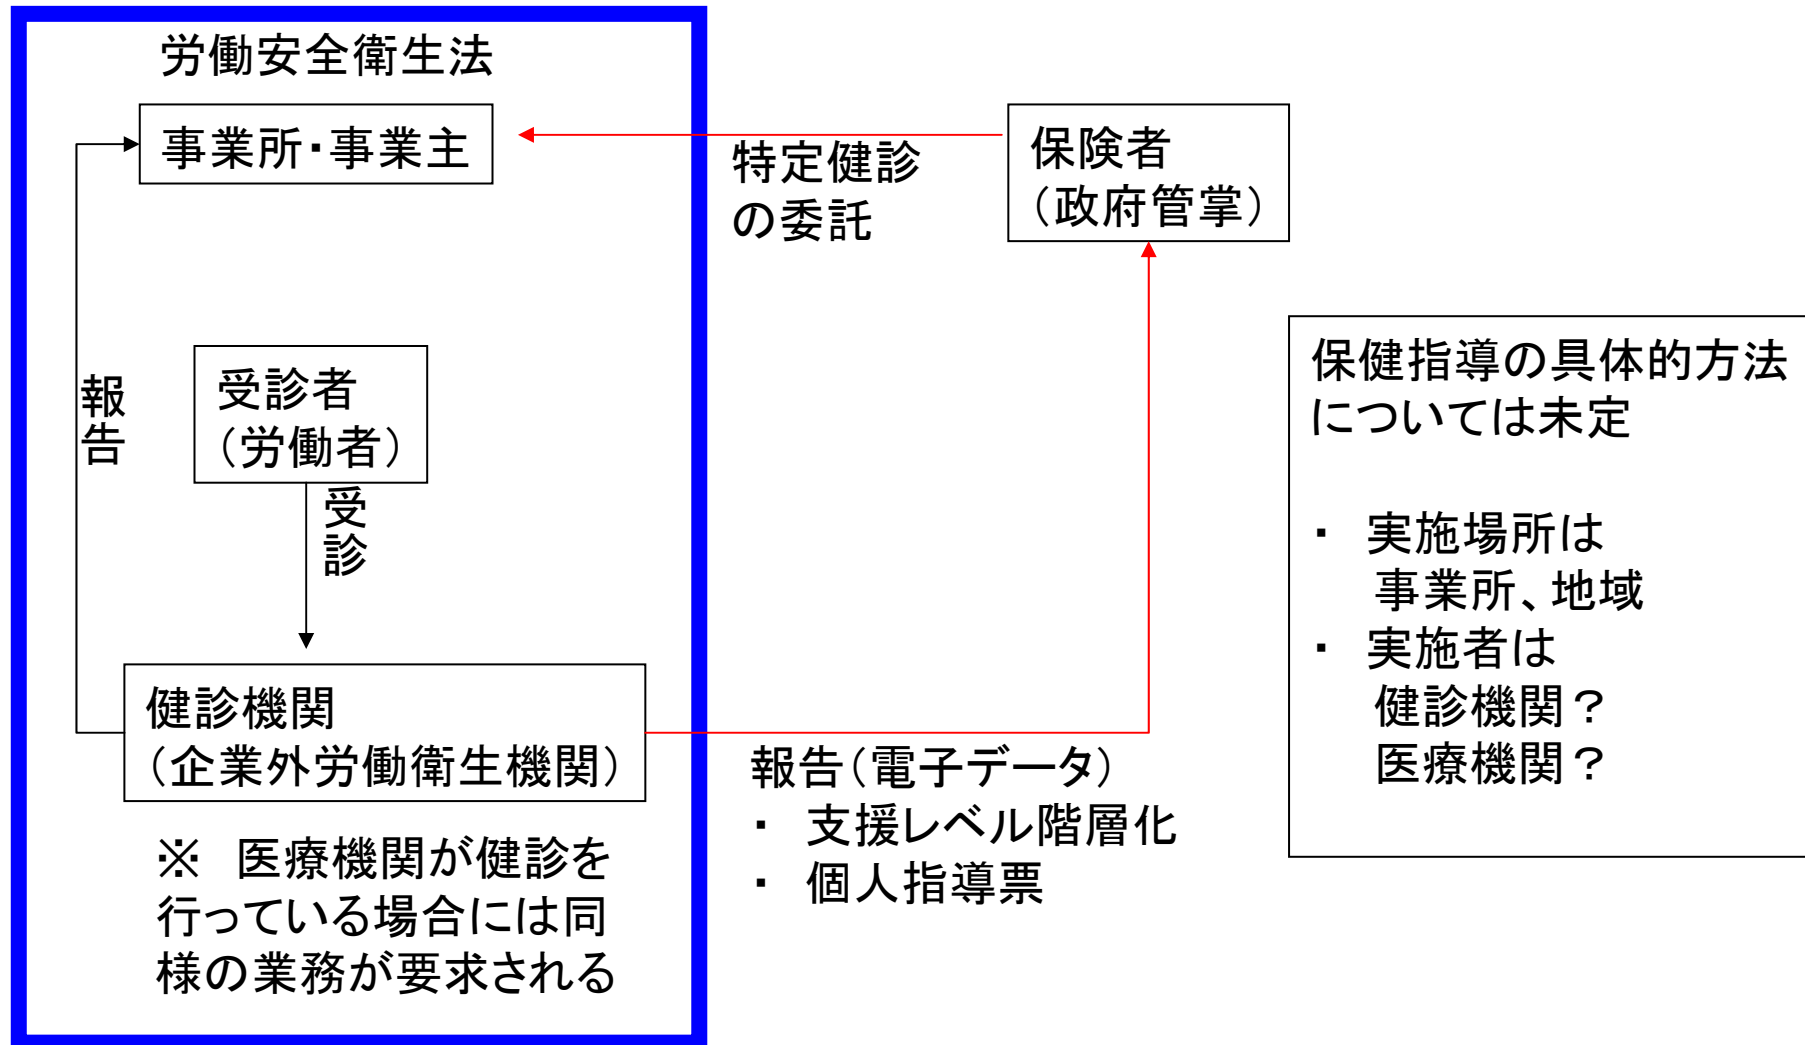 労働安全衛生法
事業所・事業主
特定健診
の委託
保険者
（政府管掌）
報告
受診者
（労働者）
受診
健診機関
（企業外労働衛生機関）
※　医療機関が健診を
行っている場合には同
様の業務が要求される
報告（電子データ）
・　支援レベル階層化
・　個人指導票
保健指導の具体的方法
については未定
・　実施場所は
事業所、地域
・　実施者は
健診機関？
医療機関？